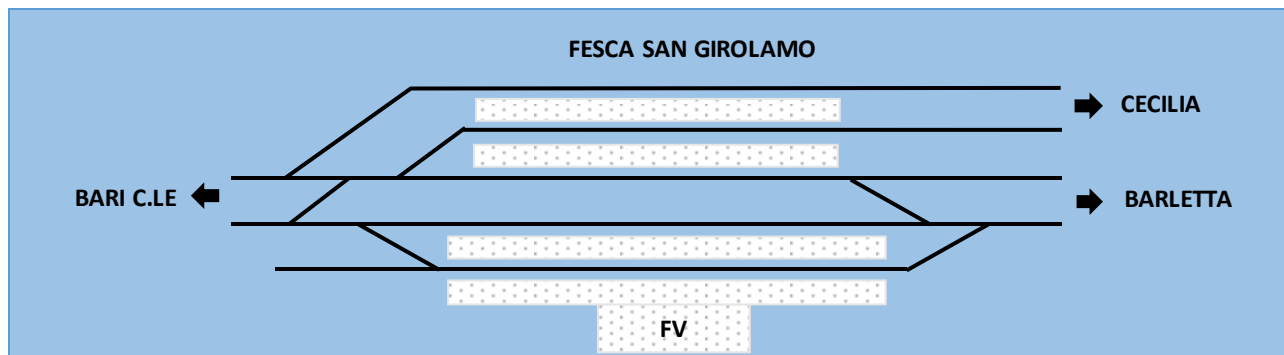 FESCA SAN GIROLAMO
CECILIA
BARI C.LE
BARLETTA
FV